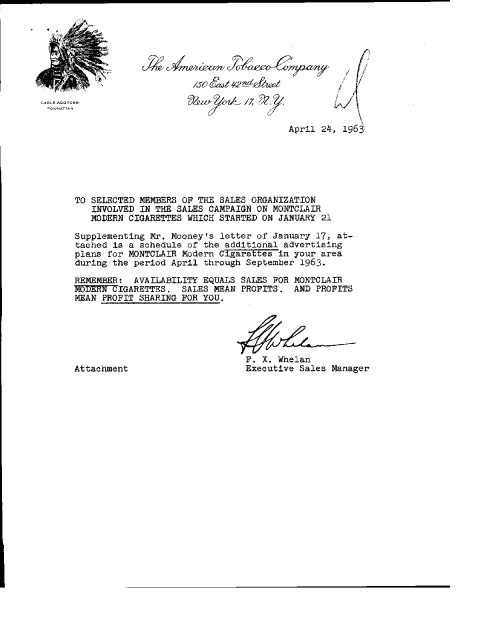 The American Tobacco Company
150 East 42nd Street
New York 17, N.Y.
CABLE ADDRESS:
POWHATTAN
April 24, 1963
TO SELECTED MEMBERS OF THE SALES ORGANIZATION
INVOLVED IN THE SALES CAMPAIGN ON MONTCLAIR
MODERN CIGARETTES WHICH STARTED ON JANUARY 21
Supplementing Mr. Mooney's letter of January 17, at-
tached is a schedule of the additional advertising
plans for MONTCLAIR Modern Cigarettes in your area
during the period April through September 1963.
REMEMBER: AVAILABILITY EQUALS SALES FOR MONTCLAIR
MODERN CIGARETTES. SALES MEAN PROFITS. AND PROFITS
MEAN PROFIT SHARING FOR YOU.
F. X. Whelan
Attachment Executive Sales Manager